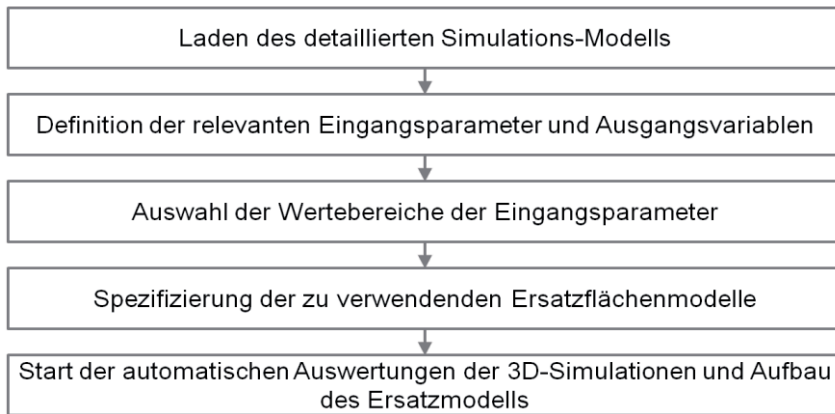 Laden des detaillierten Simulations-Modells
Definition der relevanten Eingangsparameter und Ausgangsvariablen
Auswahl der Wertebereiche der Eingangsparameter
Spezifizierung der zu verwendenden Ersatzflächenmodelle
Start der automatischen Auswertungen der 3D-Simulationen und Aufbau
des Ersatzmodells